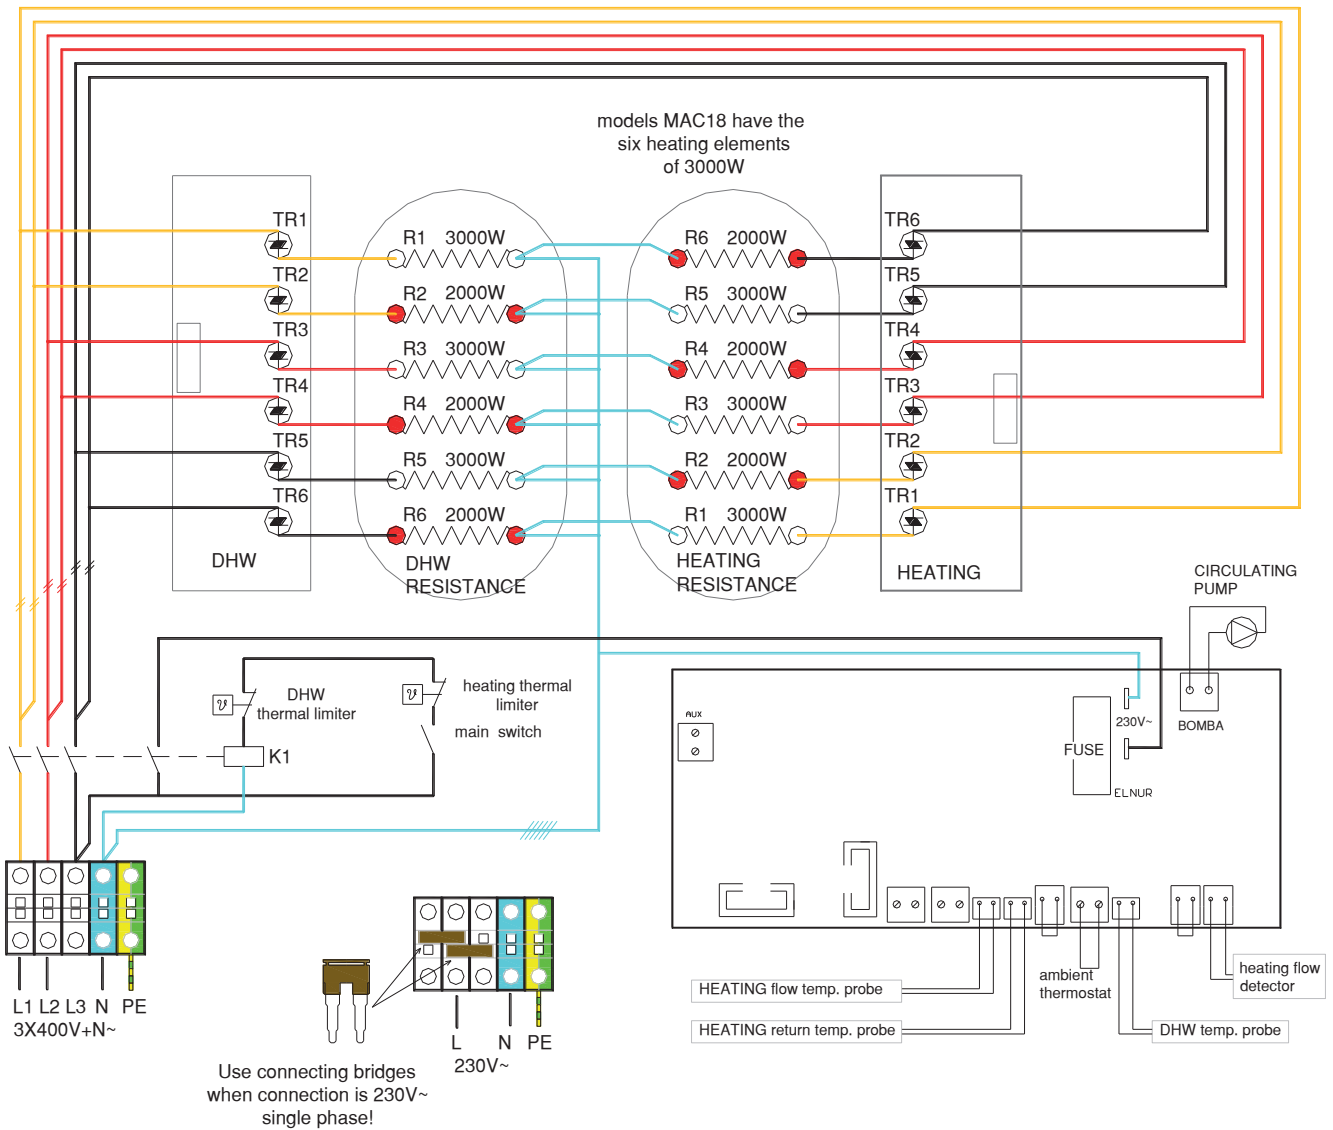 models MAC18 have the
six heating elements
of 3000W
TR1
TR2
TR3
TR4
TR5
TR6
DHW
R1 3000W
R2 2000W
R3 3000W
R4 2000W
R5 3000W
R6 2000W
DHW
RESISTANCE
R6 2000W
R5 3000W
R4 2000W
R3 3000W
R2 2000W
R1 3000W
HEATING
RESISTANCE
TR6
TR5
TR4
TR3
TR2
TR1
HEATING
CIRCULATING
PUMP
DHW
thermal limiter
heating thermal
limiter
main switch
K1
AUX
FUSE
230V~
BOMBA
ELNUR
L1 L2 L3 N PE
3X400V+N~
L N PE
230V~
Use connecting bridges
when connection is 230V~
single phase!
HEATING flow temp. probe
HEATING return temp. probe
ambient
thermostat
DHW temp. probe
heating flow
detector